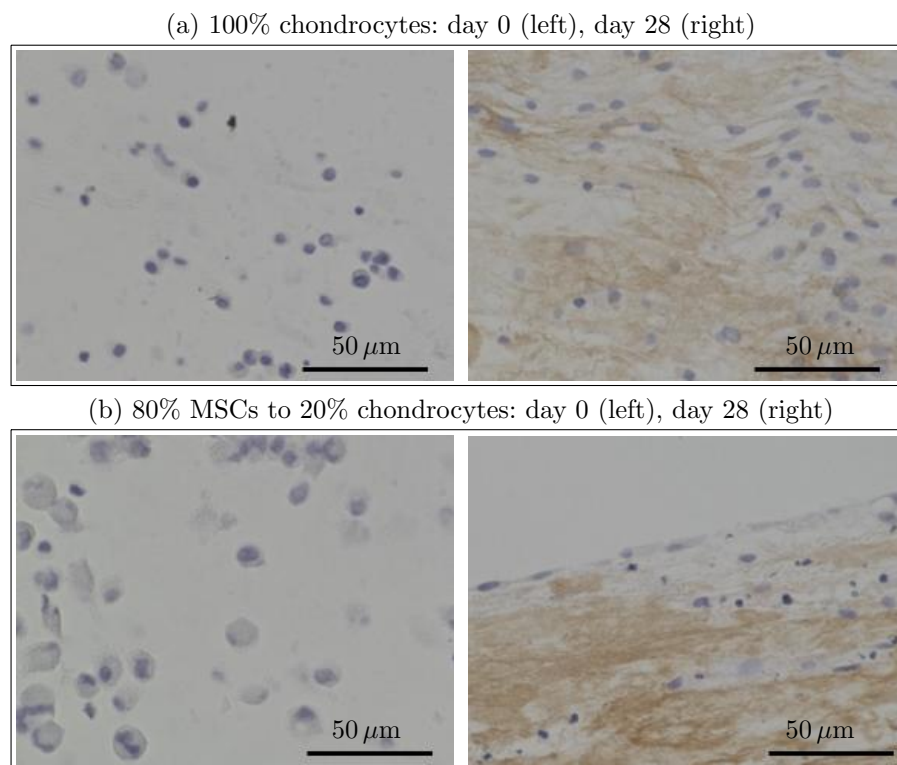 (a) 100% chondrocytes: day 0 (left), day 28 (right)
50 μm
50 μm
(b) 80% MSCs to 20% chondrocytes: day 0 (left), day 28 (right)
50 μm
50 μm